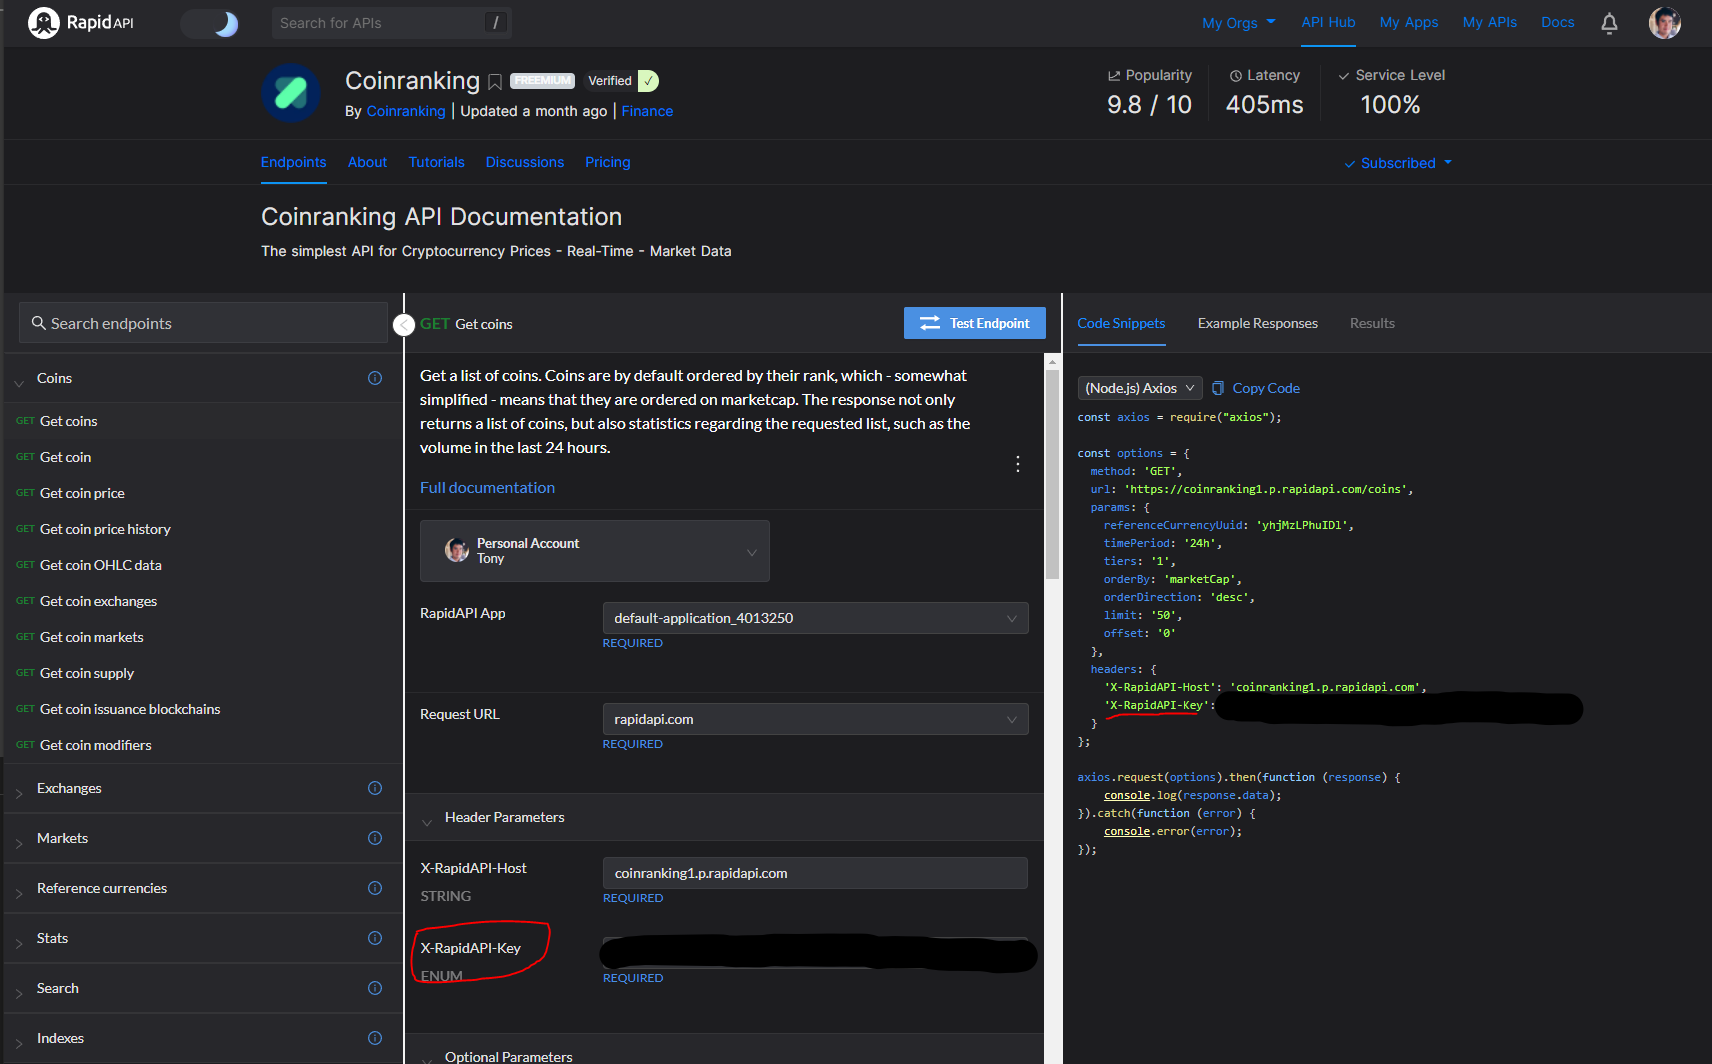 Rapid API
Search for APIs
/
My Orgs
API Hub
My Apps
My APIs
Docs
Coinranking
FREEMIUM
Verified ✓
By Coinranking | Updated a month ago | Finance
Popularity
9.8 / 10
Latency
405ms
Service Level
100%
Endpoints
About
Tutorials
Discussions
Pricing
Subscribed
Coinranking API Documentation
The simplest API for Cryptocurrency Prices - Real-Time - Market Data
Search endpoints
Coins
GET Get coins
GET Get coin
GET Get coin price
GET Get coin price history
GET Get coin OHLC data
GET Get coin exchanges
GET Get coin markets
GET Get coin supply
GET Get coin issuance blockchains
GET Get coin modifiers
Exchanges
Markets
Reference currencies
Stats
Search
Indexes
GET Get coins
Test Endpoint
Get a list of coins. Coins are by default ordered by their rank, which - somewhat
simplified - means that they are ordered on marketcap. The response not only
returns a list of coins, but also statistics regarding the requested list, such as the
volume in the last 24 hours.
Full documentation
Personal Account
Tony
RapidAPI App
default-application_4013250
REQUIRED
Request URL
rapidapi.com
REQUIRED
Header Parameters
X-RapidAPI-Host
STRING
coinranking1.p.rapidapi.com
REQUIRED
X-RapidAPI-Key
ENUM
REQUIRED
Optional Parameters
Code Snippets
Example Responses
Results
(Node.js) Axios
Copy Code
const axios = require("axios");
const options = {
method: 'GET',
url: 'https://coinranking1.p.rapidapi.com/coins',
params: {
referenceCurrencyUuid: 'yhjMzLPhuIDl',
timePeriod: '24h',
tiers: '1',
orderBy: 'marketCap',
orderDirection: 'desc',
limit: '50',
offset: '0'
},
headers: {
'X-RapidAPI-Host': 'coinranking1.p.rapidapi.com',
'X-RapidAPI-Key':
}
};
axios.request(options).then(function (response) {
console.log(response.data);
}).catch(function (error) {
console.error(error);
});